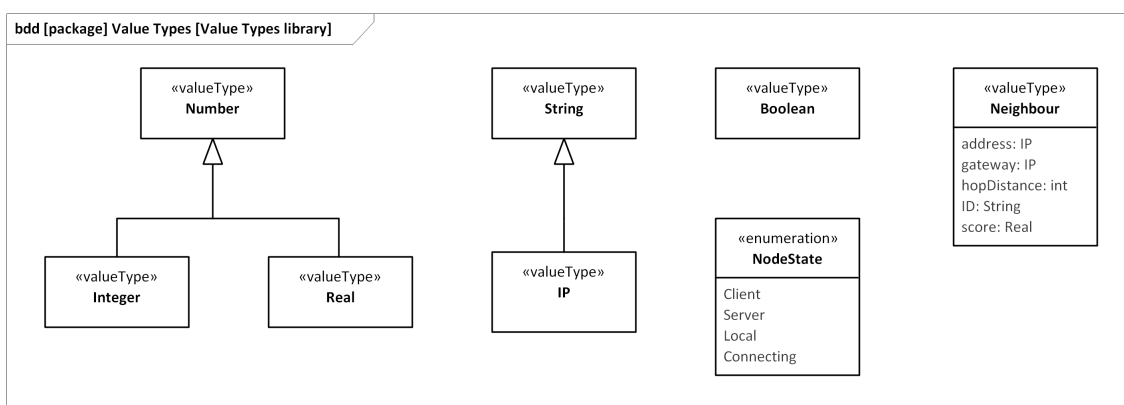 bdd [package] Value Types [Value Types library]
«valueType»
Number
«valueType»
String
«valueType»
Boolean
«valueType»
Neighbour
address: IP
gateway: IP
hopDistance: int
ID: String
score: Real
«valueType»
Integer
«valueType»
Real
«valueType»
IP
«enumeration»
NodeState
Client
Server
Local
Connecting